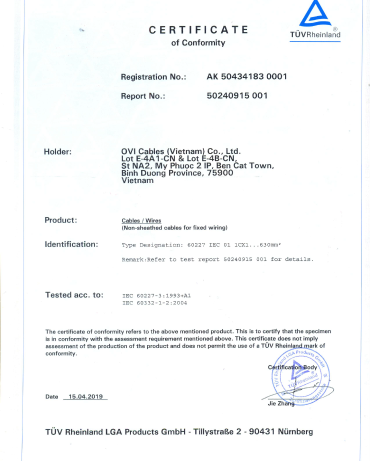 CERTIFICATE
of Conformity
TÜVRheinland
Registration No.: AK 50434183 0001
Report No.: 50240915 001
Holder: OVI Cables (Vietnam) Co., Ltd.
Lot E-4A1-CN & Lot E-4B-CN,
St NA2, My Phuoc 2 IP, Ben Cat Town,
Binh Duong Province, 75900
Vietnam
Product: Cables / Wires
(Non-sheathed cables for fixed wiring)
Identification: Type Designation: 60227 IEC 01 1CX1...630mm²
Remark:Refer to test report 50240915 001 for details.
Tested acc. to: IEC 60227-3:1993+A1
IEC 60332-1-2:2004
The certificate of conformity refers to the above mentioned product. This is to certify that the specimen
is in conformity with the assessment requirement mentioned above. This certificate does not imply
assessment of the production of the product and does not permit the use of a TÜV Rheinland mark of
conformity.
Certification Body
Date 15.04.2019
Jie Zhang
TÜV Rheinland LGA Products GmbH - Tillystraße 2 - 90431 Nürnberg